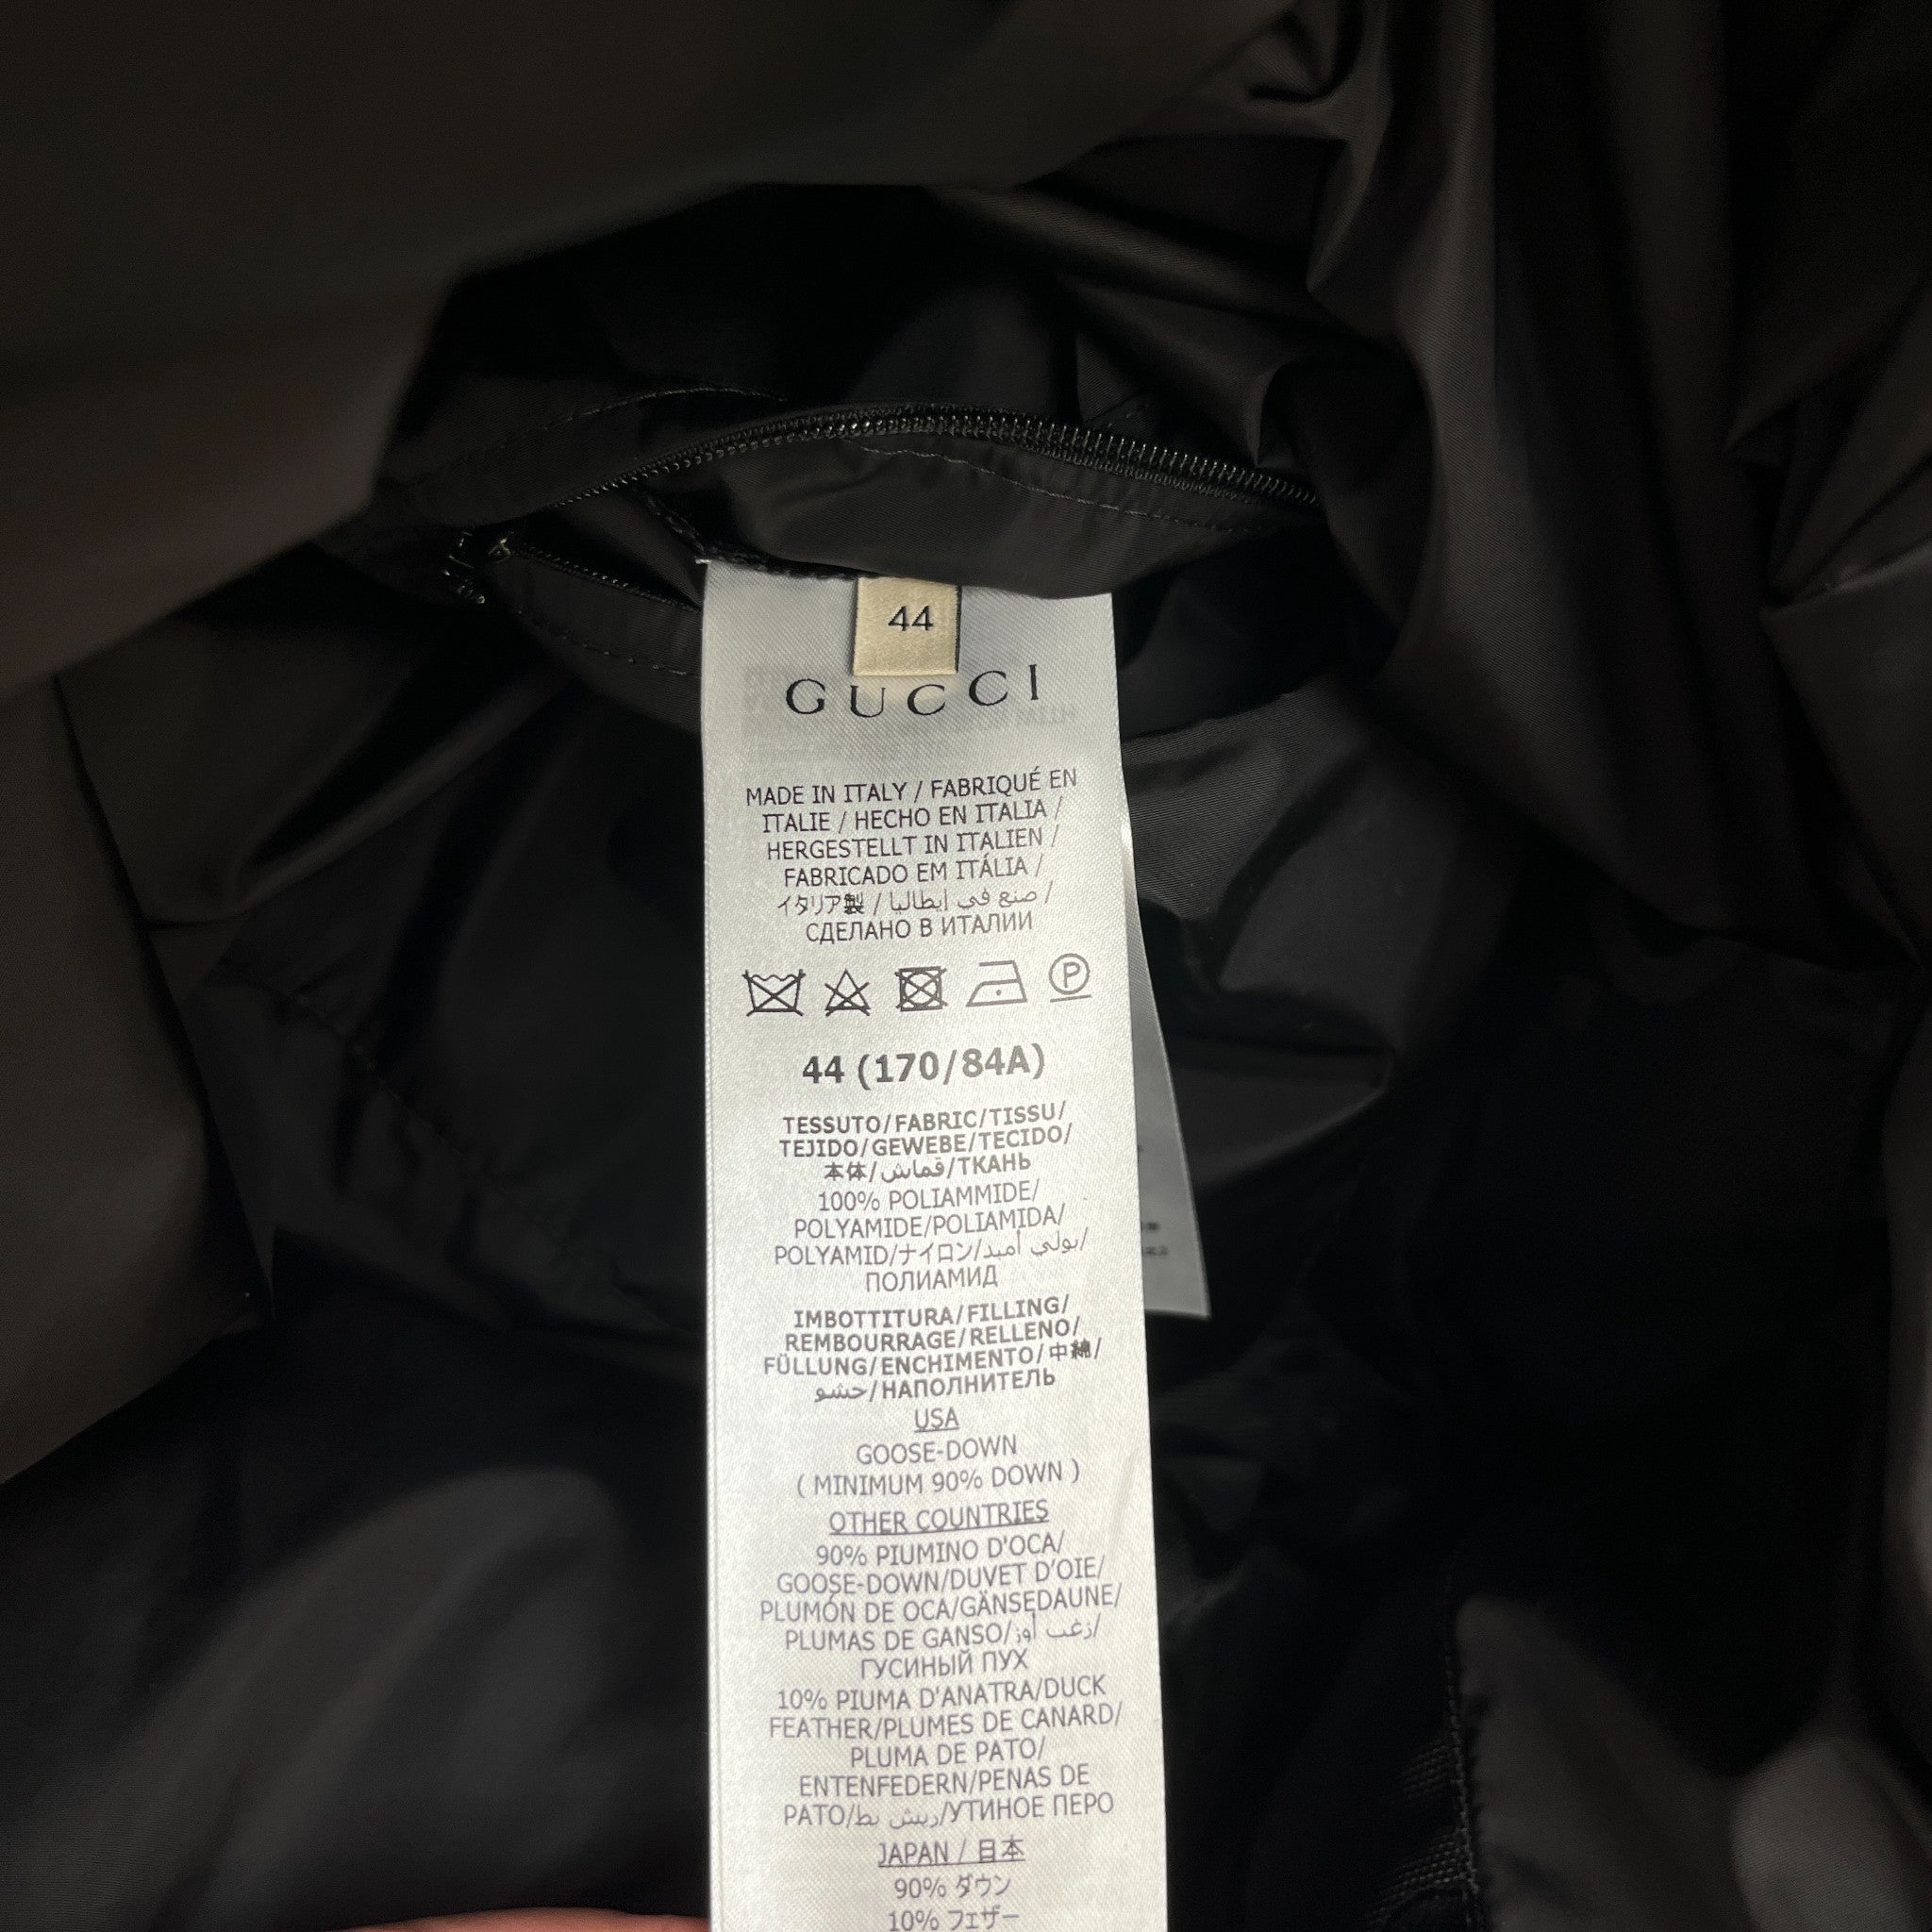 44
GUCCI
MADE IN ITALY / FABRIQUÉ EN
ITALIE / HECHO EN ITALIA /
HERGESTELLT IN ITALIEN /
FABRICADO EM ITÁLIA /
イタリア製 / صنع في إيطاليا /
СДЕЛАНО В ИТАЛИИ
P
44 (170/84A)
TESSUTO/FABRIC/TISSU/
TEJIDO/GEWEBE/TECIDO/
本体/قماش/ТКАНЬ
100% POLIAMMIDE/
POLYAMIDE/POLIAMIDA/
POLYAMID/ナイロン/بولي أميد/
ПОЛИАМИД
IMBOTTITURA/FILLING/
REMBOURRAGE/RELLENO/
FÜLLUNG/ENCHIMENTO/中綿/
حشو/НАПОЛНИТЕЛЬ
USA
GOOSE-DOWN
( MINIMUM 90% DOWN )
OTHER COUNTRIES
90% PIUMINO D'OCA/
GOOSE-DOWN/DUVET D'OIE/
PLUMÓN DE OCA/GÄNSEDAUNE/
PLUMAS DE GANSO/زغب أوز/
ГУСИНЫЙ ПУХ
10% PIUMA D'ANATRA/DUCK
FEATHER/PLUMES DE CANARD/
PLUMA DE PATO/
ENTENFEDERN/PENAS DE
PATO/ريش بط/УТИНОЕ ПЕРО
JAPAN / 日本
90% ダウン
10% フェザー